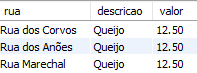 rua descricao valor
Rua dos Corvos Queijo 12.50
Rua dos Anões Queijo 12.50
Rua Marechal Queijo 12.50